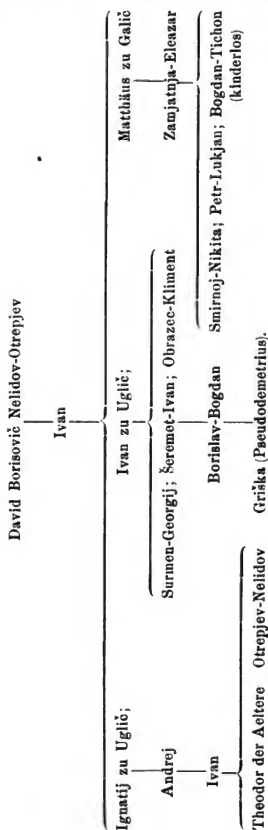 David Borisovič Nelidov-Otrepjev
Ivan
Ignatij zu Uglič; Ivan zu Uglič; Matthäus zu Galič
Andrej Surmen-Georgij; Šeremet-Ivan; Obrazec-Kliment Zamjatnja-Eleazar
Ivan Borislav-Bogdan Smirnoj-Nikita; Petr-Lukjan; Bogdan-Tichon
(kinderlos)
Theodor der Aeltere Otrepjev-Nelidov Griška (Pseudodemetrius).